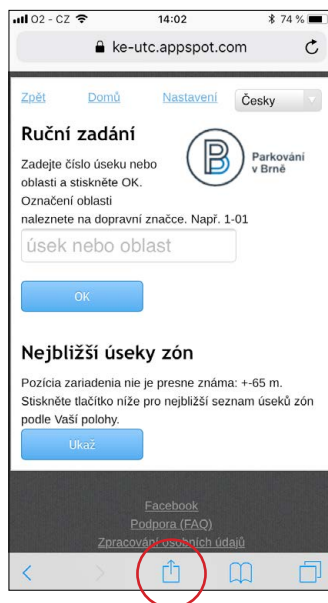 O2 - CZ 14:02 74 %
ke-utc.appspot.com
Zpět Domů Nastavení Česky
Ruční zadání
Zadejte číslo úseku nebo
oblasti a stiskněte OK.
Označení oblasti
naleznete na dopravní značce. Např. 1-01
Parkování
v Brně
úsek nebo oblast
OK
Nejbližší úseky zón
Pozícia zariadenia nie je presne známa: +-65 m.
Stiskněte tlačítko níže pro nejbližší seznam úseků zón
podle Vaší polohy.
Ukaž
Facebook
Podpora (FAQ)
Zpracování osobních údajů